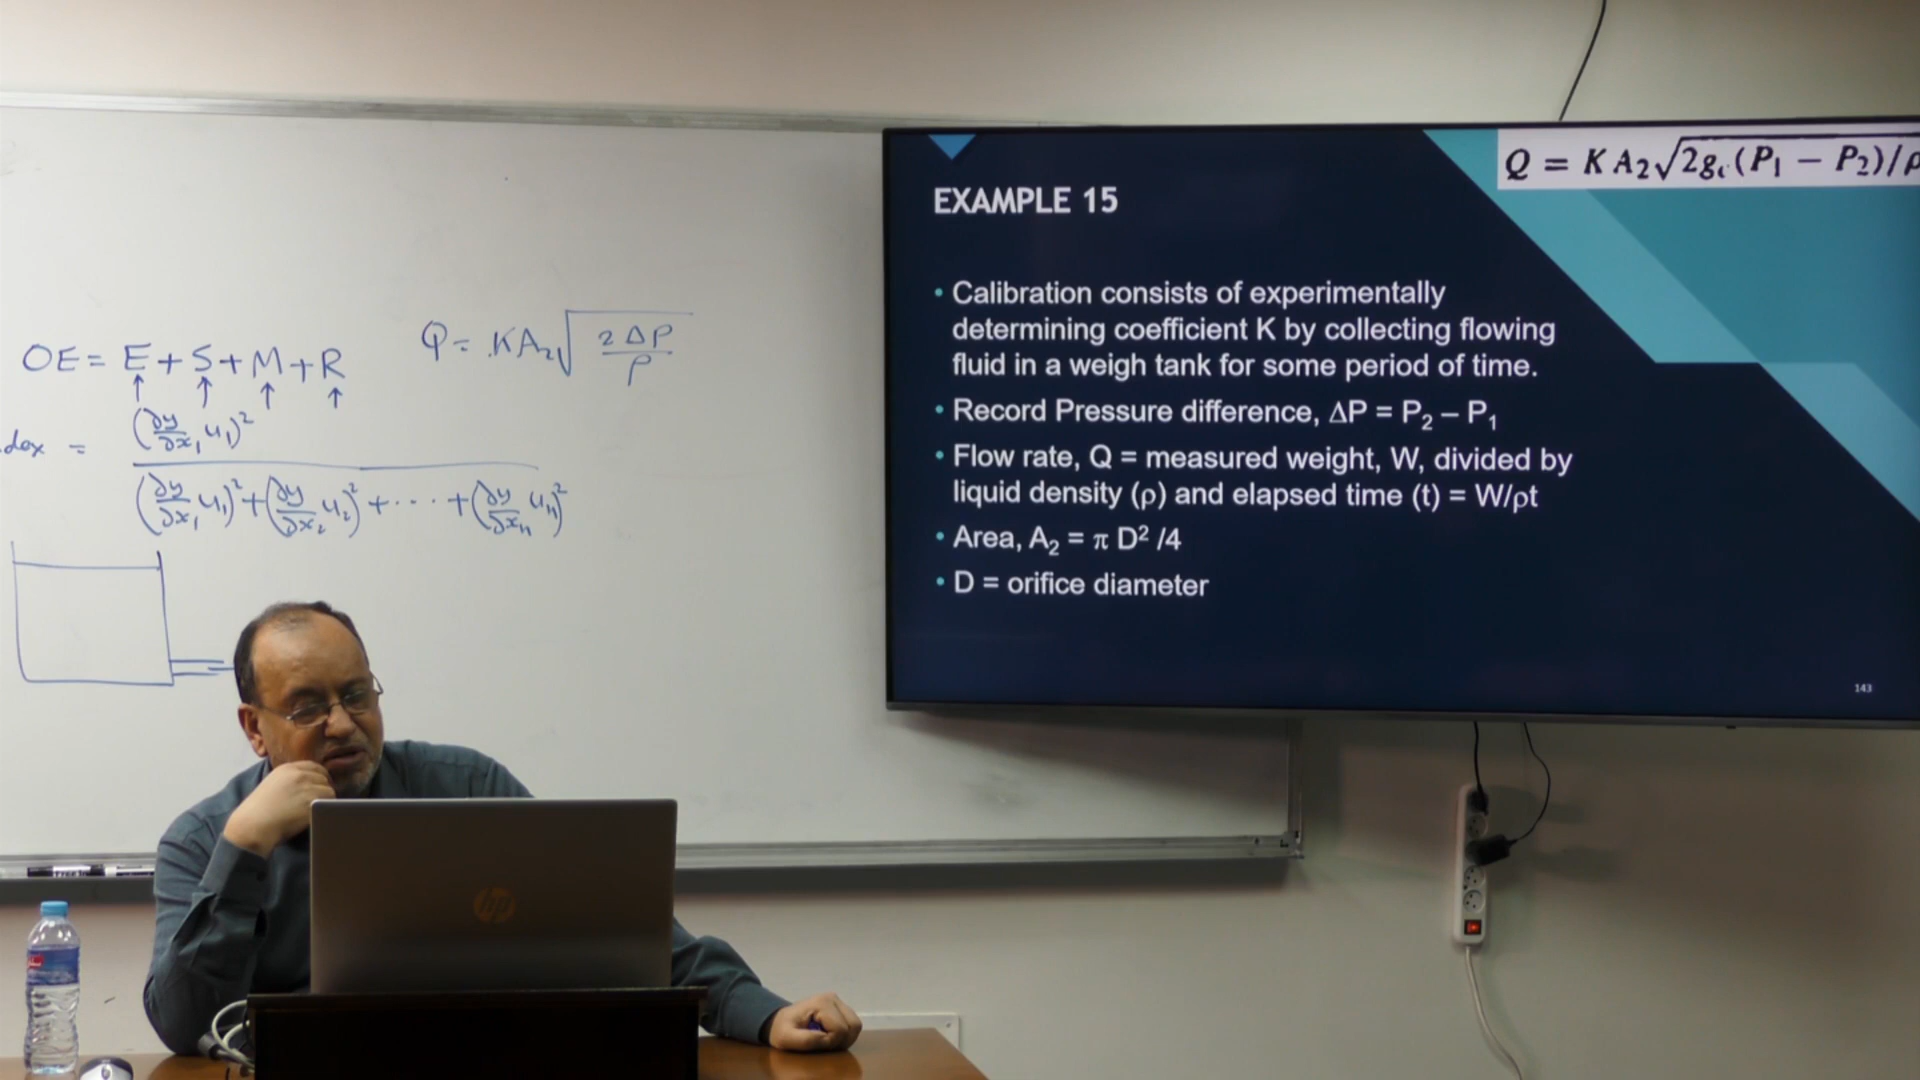 OE = E + S + M + R
↑ ↑ ↑ ↑
dex = (∂y/∂x₁ u₁)²
(∂y/∂x₁ u₁)² + (∂y/∂x₂ u₂)² + ···· + (∂y/∂xₙ uₙ)²
Q = KA₂√(2ΔP/ρ)
Q = KA₂√2g꜀(P₁ − P₂)/ρ
EXAMPLE 15
• Calibration consists of experimentally
determining coefficient K by collecting flowing
fluid in a weigh tank for some period of time.
• Record Pressure difference, ΔP = P₂ – P₁
• Flow rate, Q = measured weight, W, divided by
liquid density (ρ) and elapsed time (t) = W/ρt
• Area, A₂ = π D² /4
• D = orifice diameter
143
hp